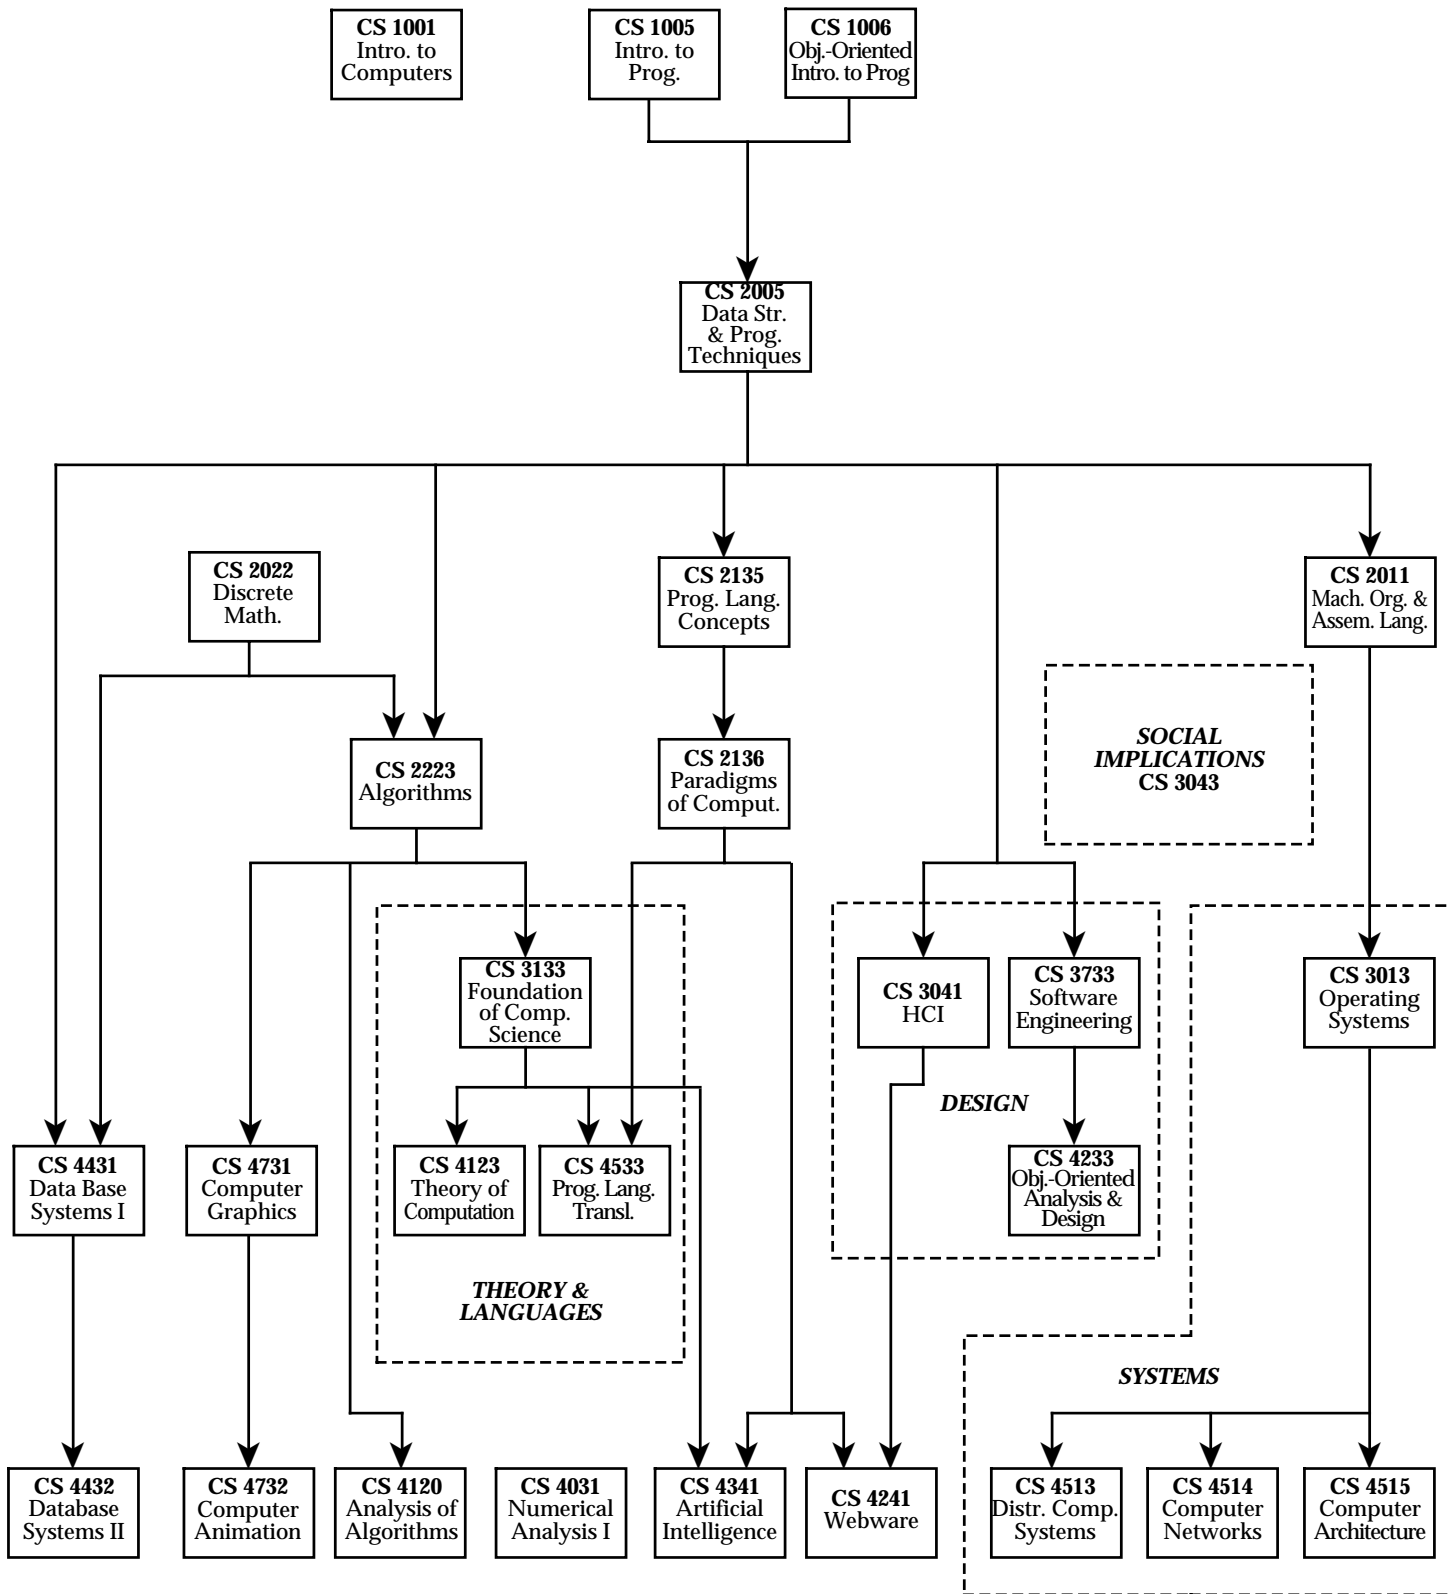 CS 1001
Intro. to
Computers
CS 1005
Intro. to
Prog.
CS 1006
Obj.-Oriented
Intro. to Prog
CS 2005
Data Str.
& Prog.
Techniques
CS 2022
Discrete
Math.
CS 2135
Prog. Lang.
Concepts
CS 2011
Mach. Org. &
Assem. Lang.
CS 2223
Algorithms
CS 2136
Paradigms
of Comput.
SOCIAL
IMPLICATIONS
CS 3043
CS 3133
Foundation
of Comp.
Science
CS 3041
HCI
CS 3733
Software
Engineering
CS 3013
Operating
Systems
DESIGN
CS 4431
Data Base
Systems I
CS 4731
Computer
Graphics
CS 4123
Theory of
Computation
CS 4533
Prog. Lang.
Transl.
CS 4233
Obj.-Oriented
Analysis &
Design
THEORY &
LANGUAGES
SYSTEMS
CS 4432
Database
Systems II
CS 4732
Computer
Animation
CS 4120
Analysis of
Algorithms
CS 4031
Numerical
Analysis I
CS 4341
Artificial
Intelligence
CS 4241
Webware
CS 4513
Distr. Comp.
Systems
CS 4514
Computer
Networks
CS 4515
Computer
Architecture